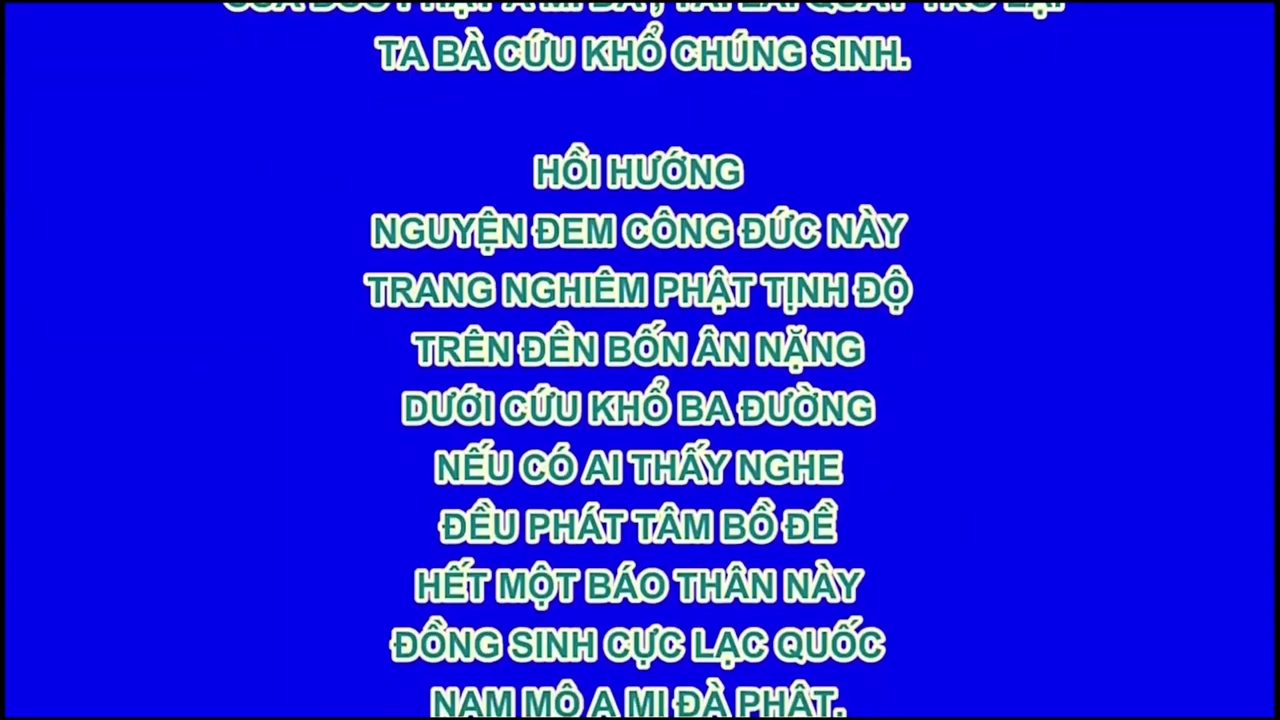 TA BÀ CỨU KHỔ CHÚNG SINH.
HỒI HƯỚNG
NGUYỆN ĐEM CÔNG ĐỨC NÀY
TRANG NGHIÊM PHẬT TỊNH ĐỘ
TRÊN ĐỀN BỐN ÂN NẶNG
DƯỚI CỨU KHỔ BA ĐƯỜNG
NẾU CÓ AI THẤY NGHE
ĐỀU PHÁT TÂM BỒ ĐỀ
HẾT MỘT BÁO THÂN NÀY
ĐỒNG SINH CỰC LẠC QUỐC
NAM MÔ A MI ĐÀ PHẬT.